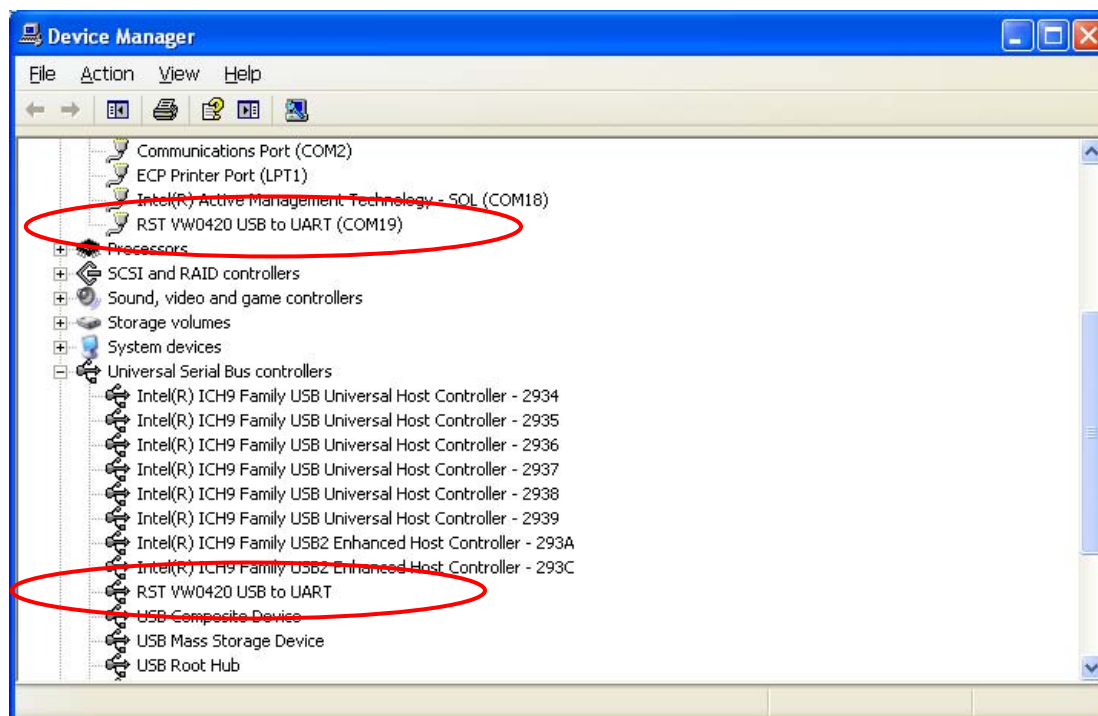 Device Manager
File Action View Help
Communications Port (COM2)
ECP Printer Port (LPT1)
Intel(R) Active Management Technology - SOL (COM18)
RST VW0420 USB to UART (COM19)
Processors
SCSI and RAID controllers
Sound, video and game controllers
Storage volumes
System devices
Universal Serial Bus controllers
Intel(R) ICH9 Family USB Universal Host Controller - 2934
Intel(R) ICH9 Family USB Universal Host Controller - 2935
Intel(R) ICH9 Family USB Universal Host Controller - 2936
Intel(R) ICH9 Family USB Universal Host Controller - 2937
Intel(R) ICH9 Family USB Universal Host Controller - 2938
Intel(R) ICH9 Family USB Universal Host Controller - 2939
Intel(R) ICH9 Family USB2 Enhanced Host Controller - 293A
Intel(R) ICH9 Family USB2 Enhanced Host Controller - 293C
RST VW0420 USB to UART
USB Composite Device
USB Mass Storage Device
USB Root Hub